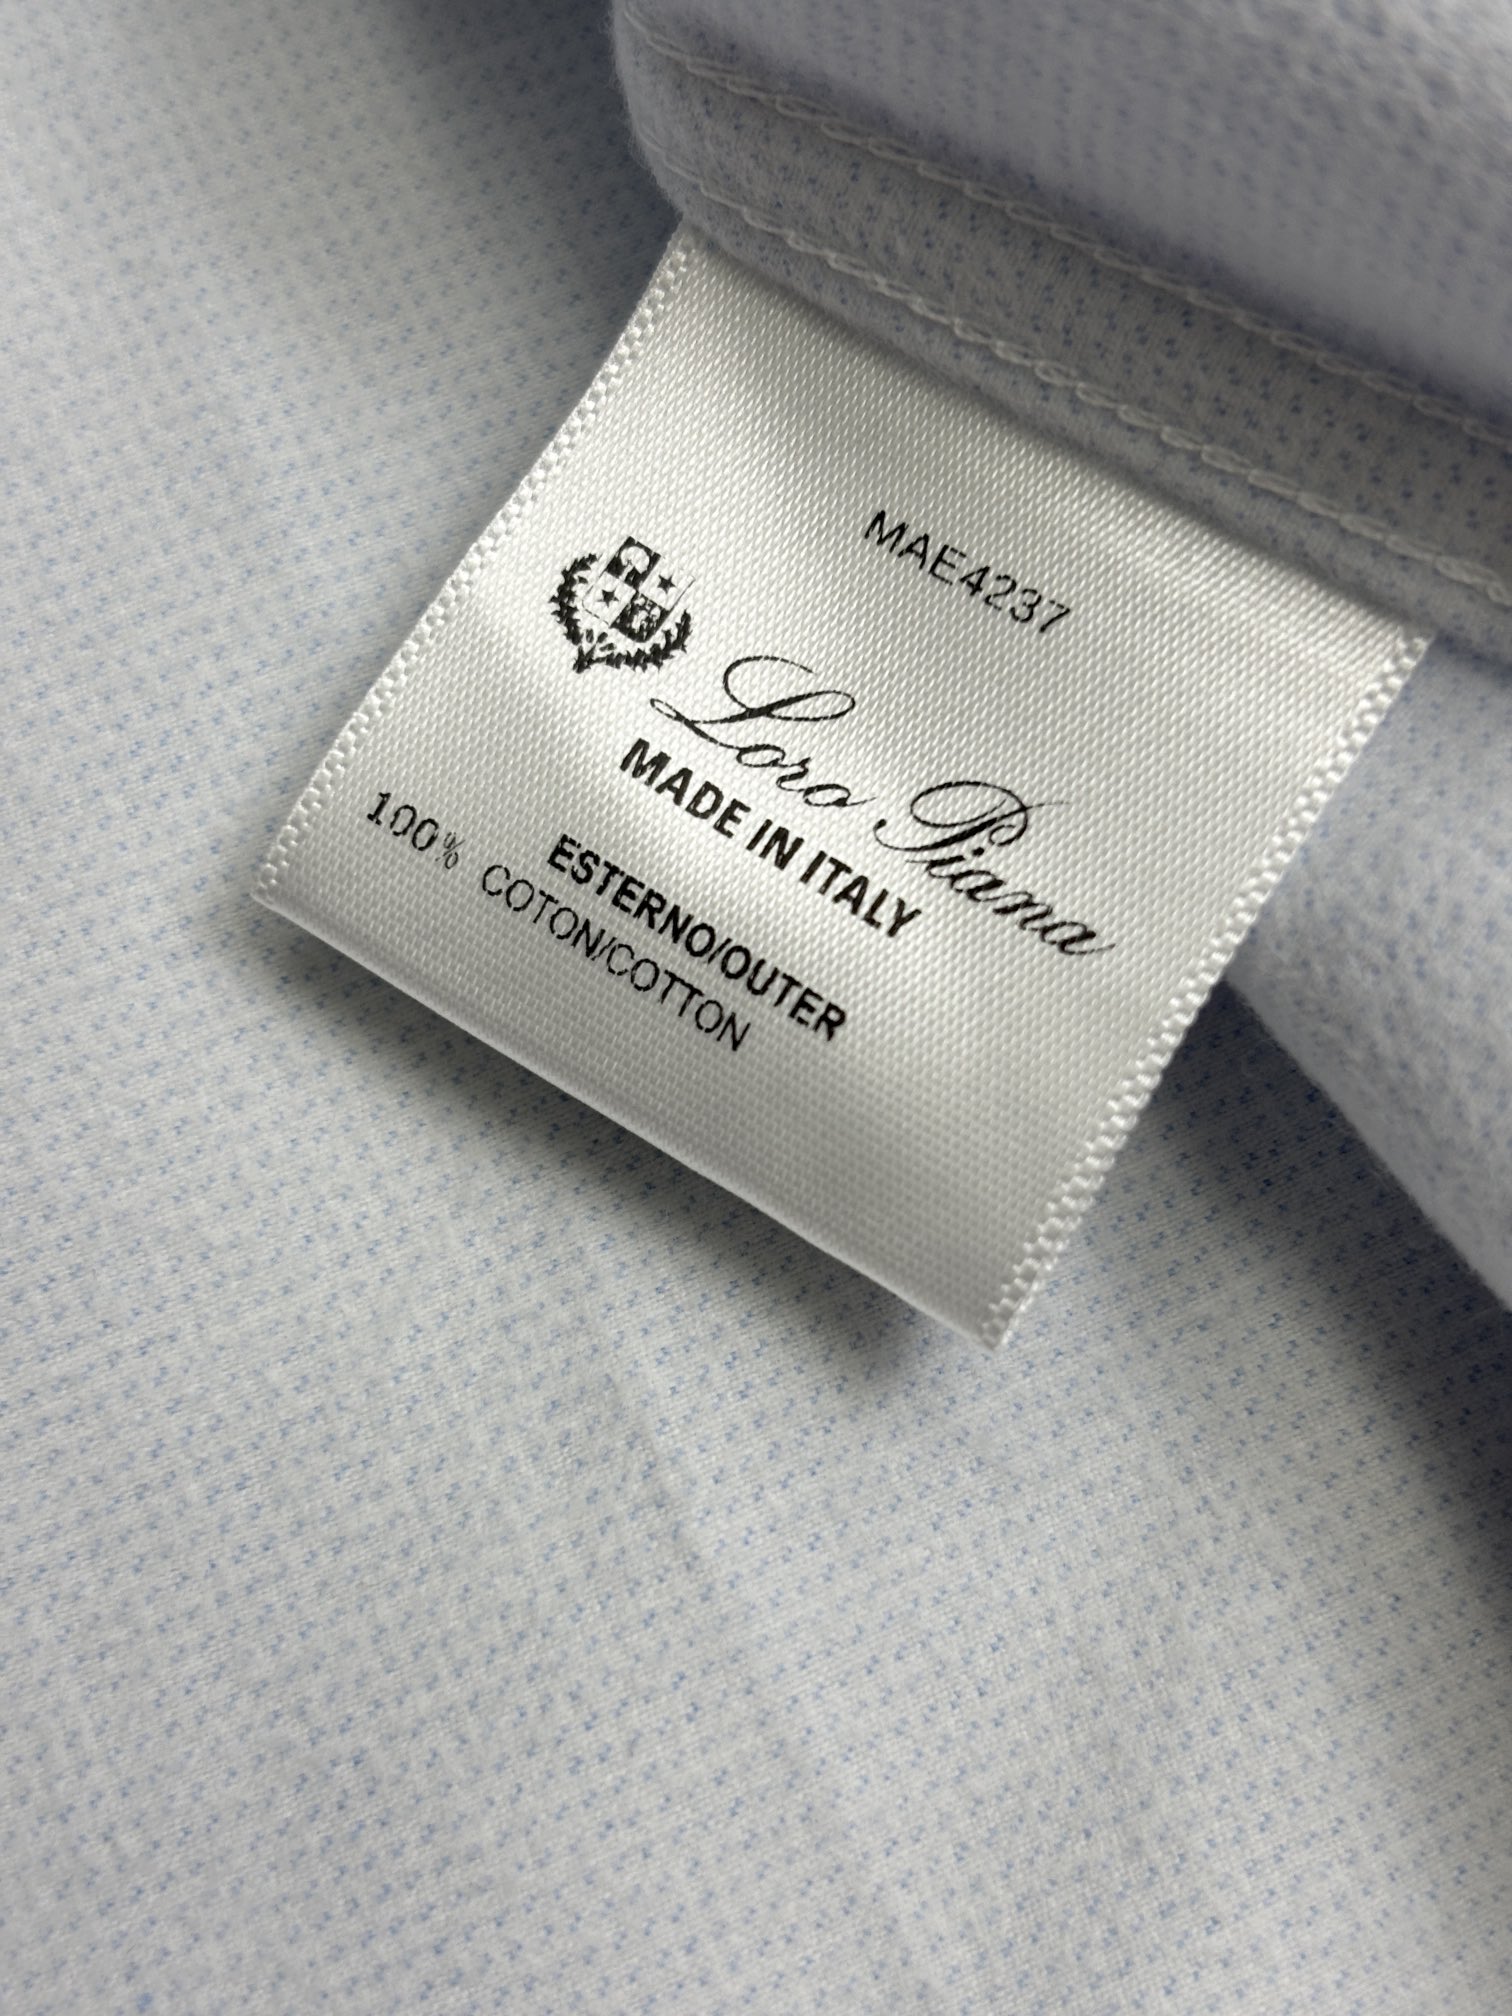 MAE4237
Loro Piana
MADE IN ITALY
ESTERNO/OUTER
100% COTON/COTTON